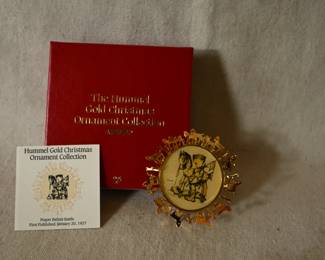 The Hummel
Gold Christmas
Ornament Collection
Hummel Gold Christmas
Ornament Collection
Prayer Before Battle
First Published: January 20, 1937